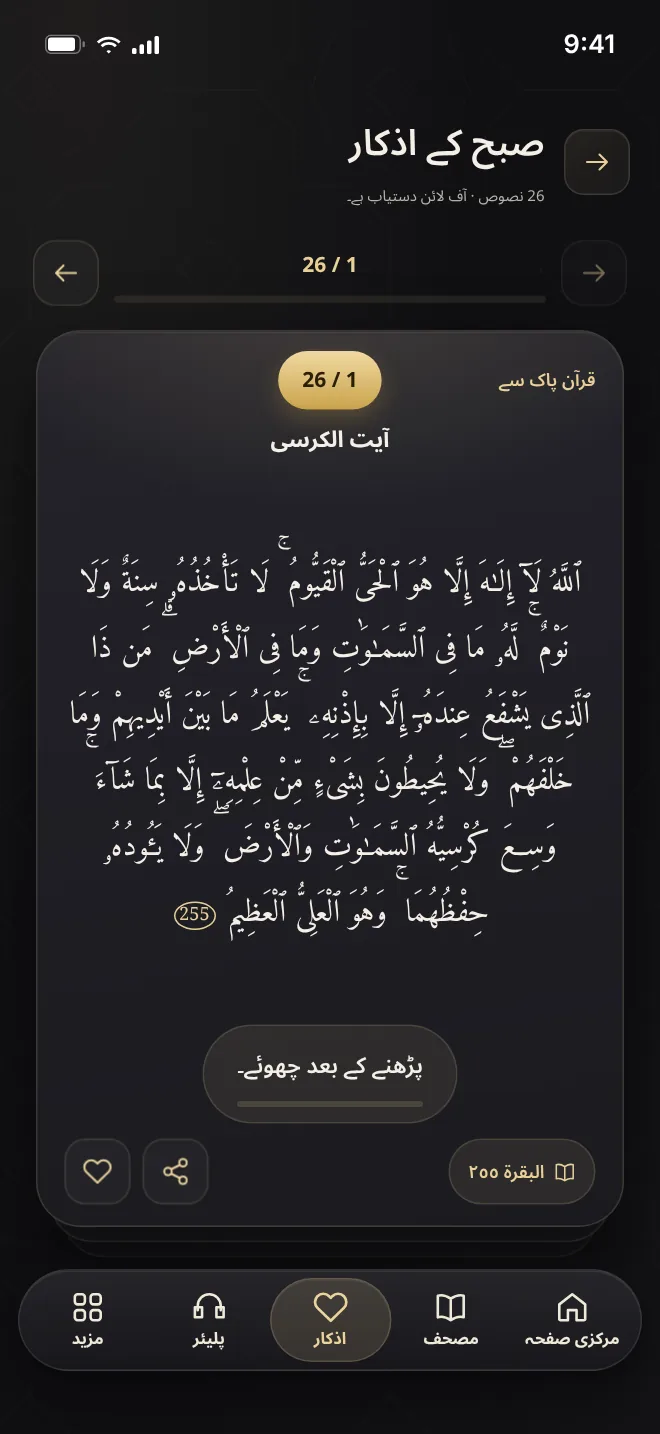 9:41
صبح کے اذکار
26 نصوص · آف لائن دستیاب ہے۔
26 / 1
قرآن پاک سے
26 / 1
آیت الکرسی
ٱللَّهُ لَآ إِلَـٰهَ إِلَّا هُوَ ٱلْحَىُّ ٱلْقَيُّومُ ۚ لَا تَأْخُذُهُۥ سِنَةٌ وَلَا
نَوْمٌ ۚ لَّهُۥ مَا فِى ٱلسَّمَـٰوَٰتِ وَمَا فِى ٱلْأَرْضِ ۗ مَن ذَا
ٱلَّذِى يَشْفَعُ عِندَهُۥٓ إِلَّا بِإِذْنِهِۦ ۚ يَعْلَمُ مَا بَيْنَ أَيْدِيهِمْ وَمَا
خَلْفَهُمْ ۖ وَلَا يُحِيطُونَ بِشَىْءٍ مِّنْ عِلْمِهِۦٓ إِلَّا بِمَا شَآءَ ۚ
وَسِعَ كُرْسِيُّهُ ٱلسَّمَـٰوَٰتِ وَٱلْأَرْضَ ۖ وَلَا يَـُٔودُهُۥ
حِفْظُهُمَا ۚ وَهُوَ ٱلْعَلِىُّ ٱلْعَظِيمُ 255
پڑھنے کے بعد چھوئے۔
البقرة ٢٥٥
مرکزی صفحہ
مصحف
اذکار
پلیئر
مزید